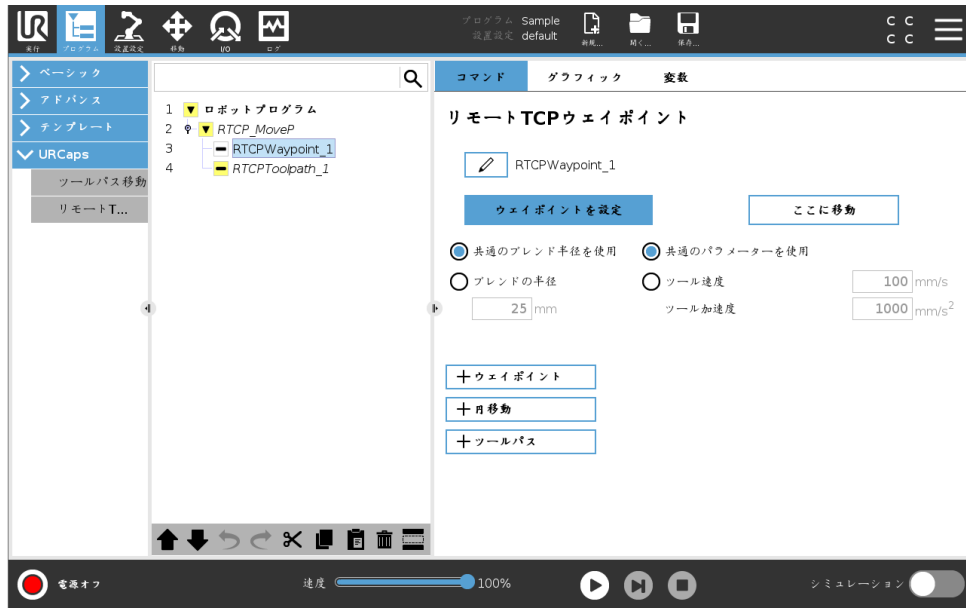 プログラム Sample
設置設定 default
C C
C C
実行 プログラム 設置設定 移動 I/O ログ 新規... 開く... 保存...
ベーシック
アドバンス
テンプレート
URCaps
ツールパス移動
リモートT...
1 ロボットプログラム
2 RTCP_MoveP
3 RTCPWaypoint_1
4 RTCPToolpath_1
コマンド グラフィック 変数
リモートTCPウェイポイント
RTCPWaypoint_1
ウェイポイントを設定 ここに移動
共通のブレンド半径を使用 共通のパラメーターを使用
ブレンドの半径 ツール速度 100 mm/s
25 mm ツール加速度 1000 mm/s²
ウェイポイント
円移動
ツールパス
電源オフ 速度 100% シミュレーション